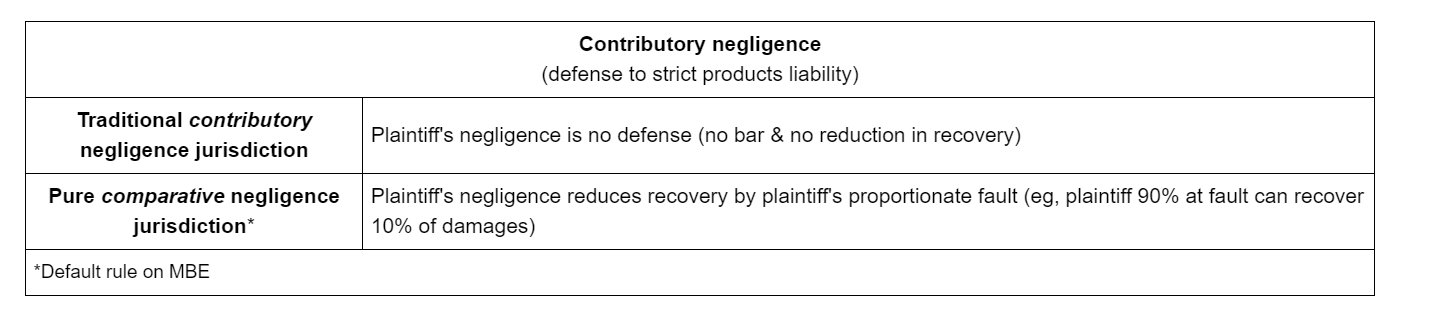 Contributory negligence
(defense to strict products liability)
Traditional contributory
negligence jurisdiction
Plaintiff's negligence is no defense (no bar & no reduction in recovery)
Pure comparative negligence
jurisdiction*
Plaintiff's negligence reduces recovery by plaintiff's proportionate fault (eg, plaintiff 90% at fault can recover
10% of damages)
*Default rule on MBE